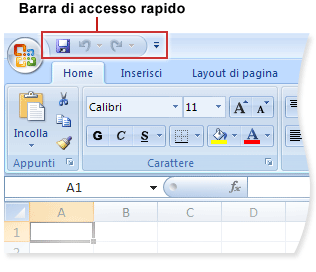 Barra di accesso rapido
Home Inserisci Layout di pagina
Calibri 11 A A
Incolla
G C S A
Appunti Carattere
A1 fx
A B C D
1
2